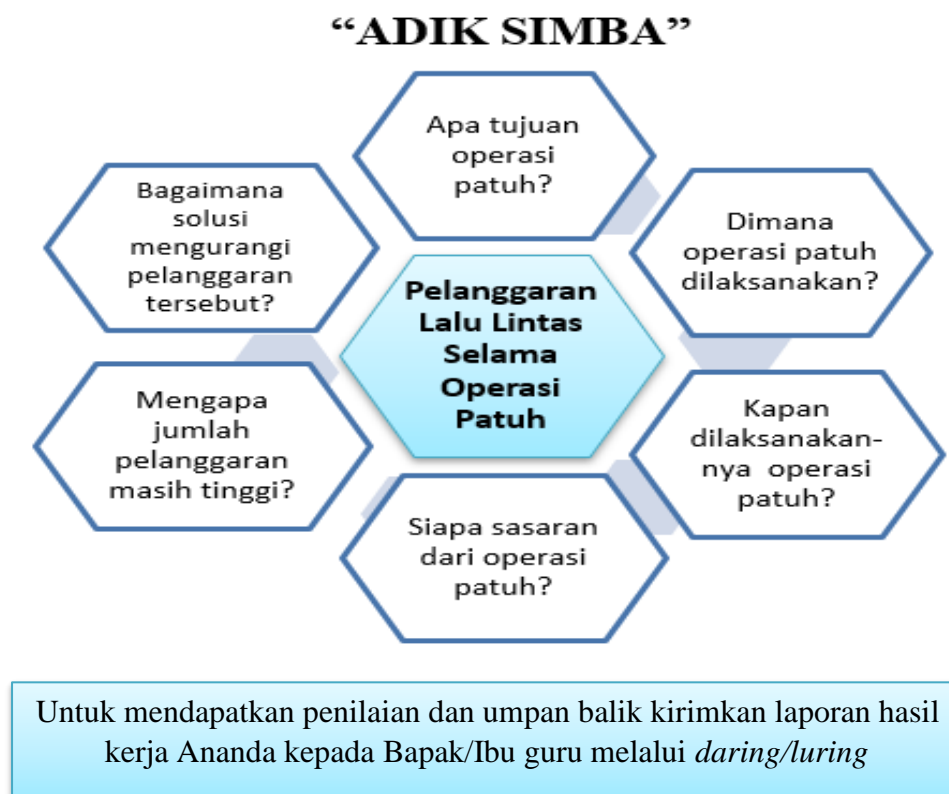 “ADIK SIMBA”
Apa tujuan
operasi
patuh?
Dimana
operasi patuh
dilaksanakan?
Kapan
dilaksanakan-
nya operasi
patuh?
Siapa sasaran
dari operasi
patuh?
Mengapa
jumlah
pelanggaran
masih tinggi?
Bagaimana
solusi
mengurangi
pelanggaran
tersebut?
Pelanggaran
Lalu Lintas
Selama
Operasi
Patuh
Untuk mendapatkan penilaian dan umpan balik kirimkan laporan hasil
kerja Ananda kepada Bapak/Ibu guru melalui daring/luring